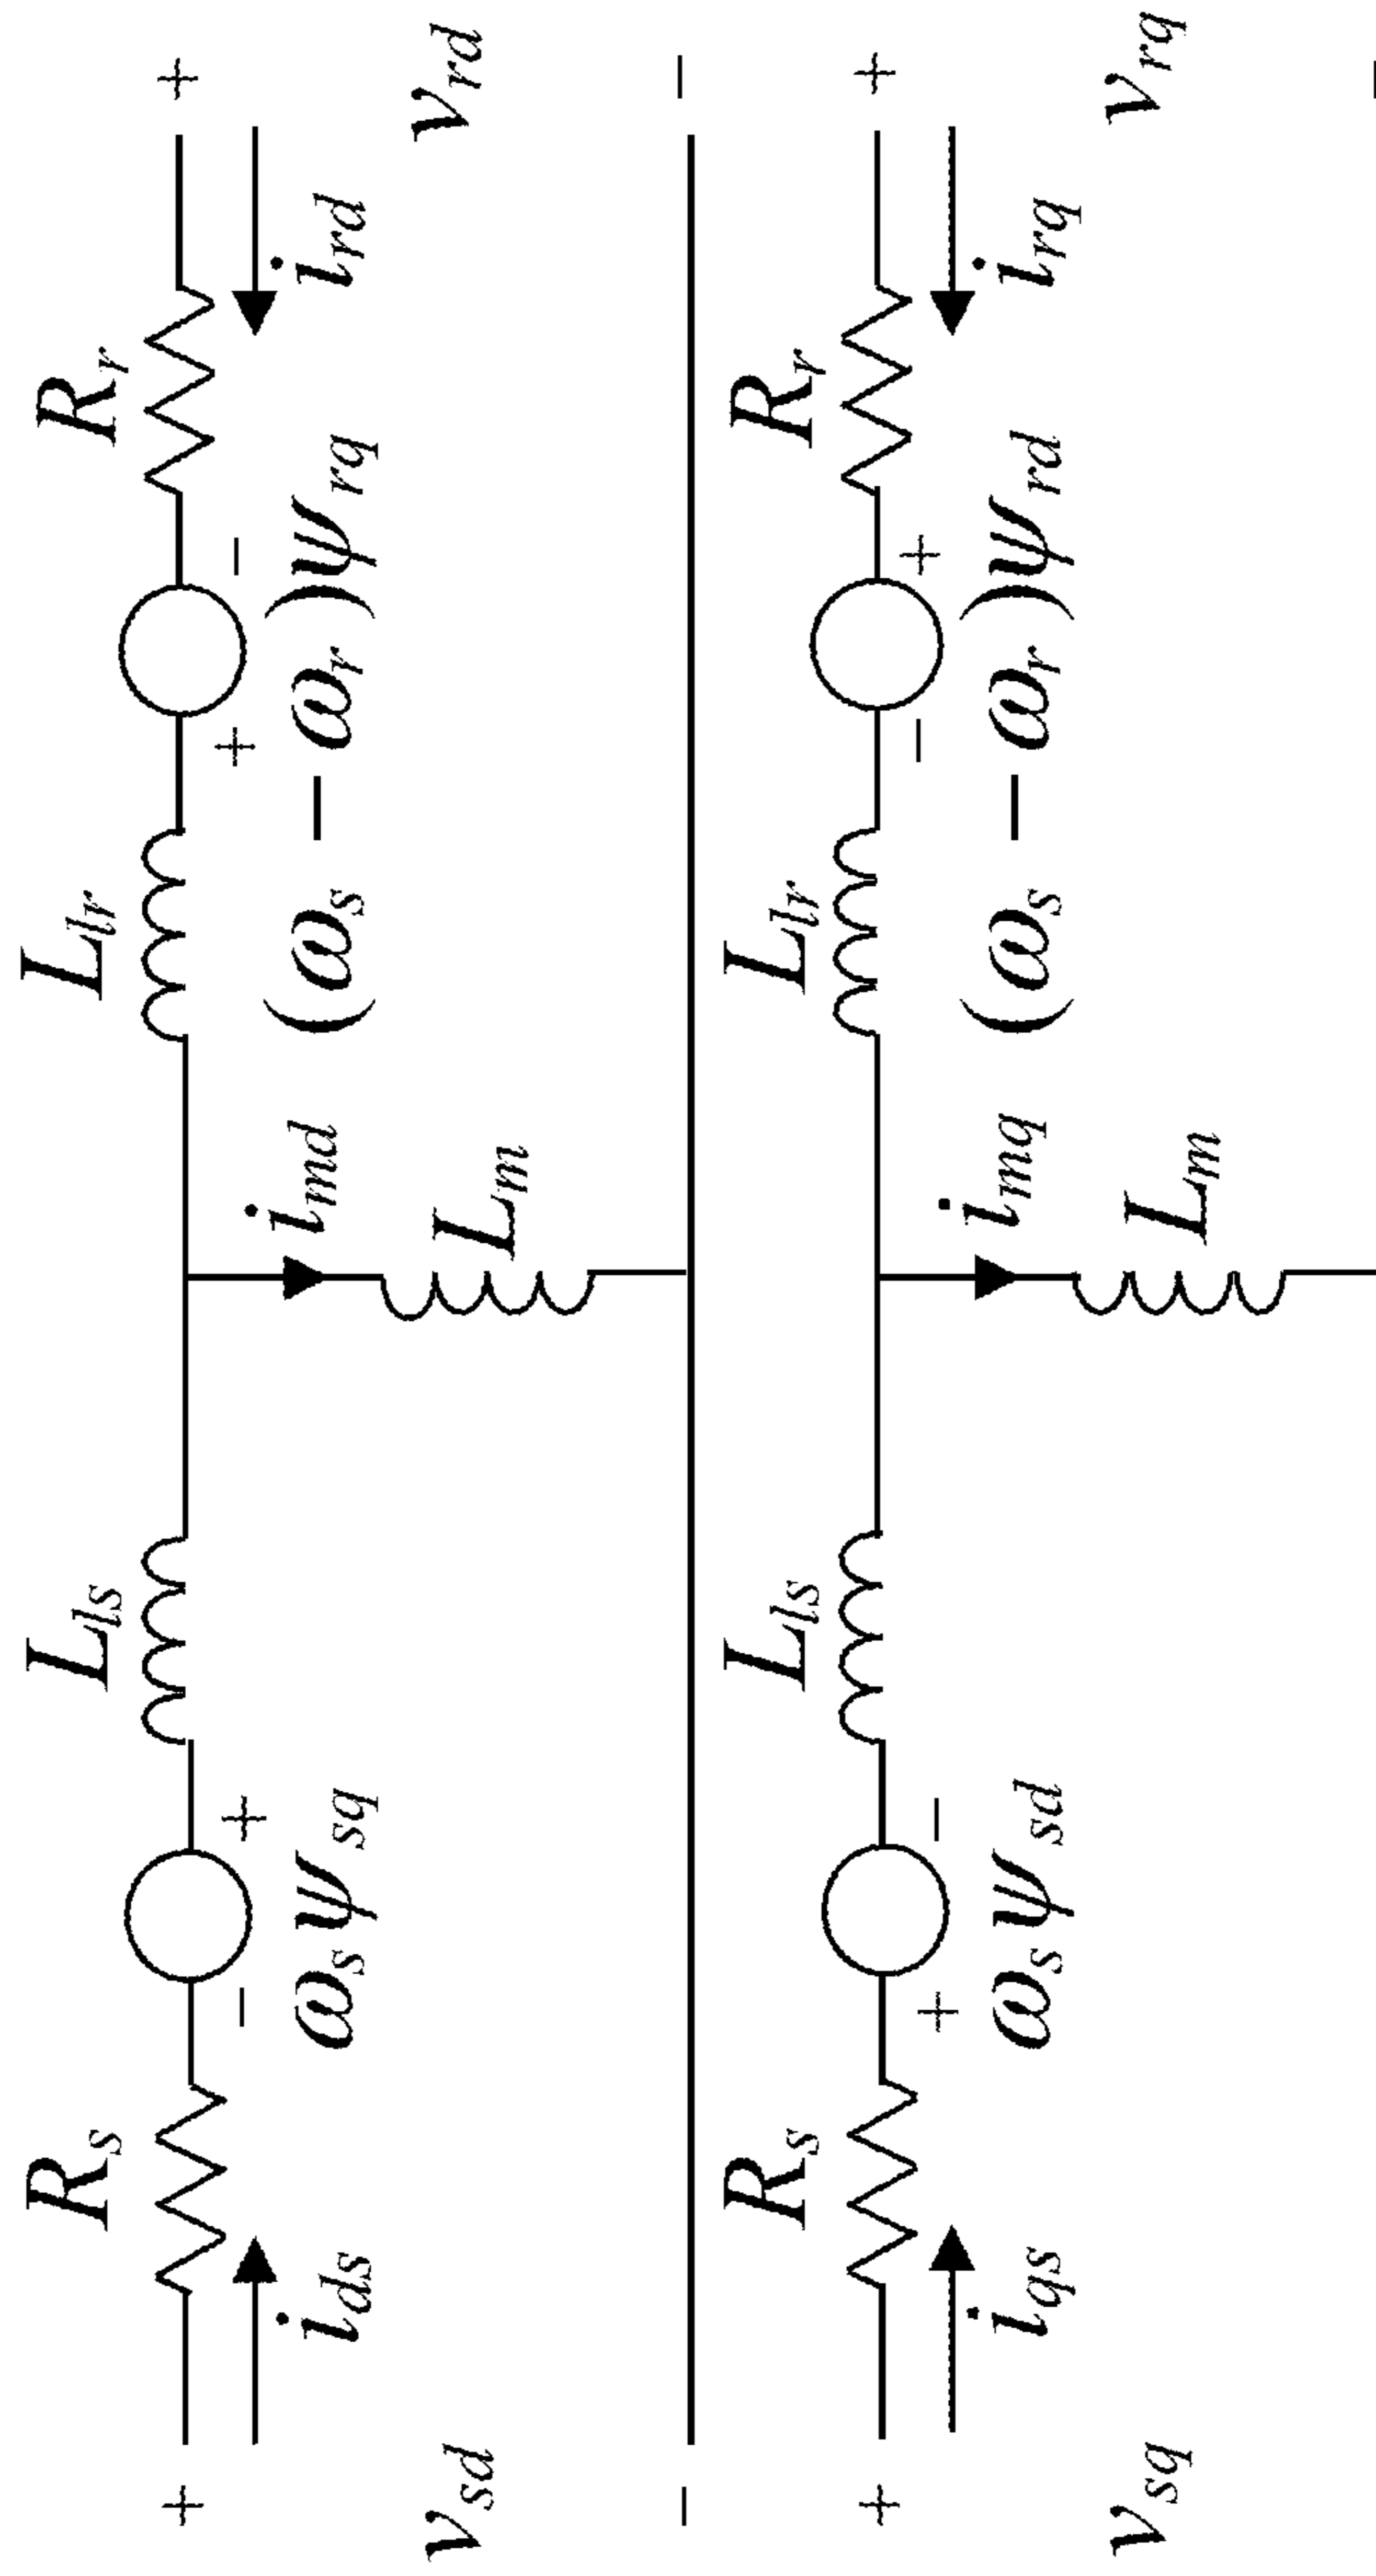 R_s L_ls L_lr R_r
+ - + + - +
i_ds ω_s ψ_sq i_md (ω_s − ω_r)ψ_rq i_rd
v_sd L_m v_rd
- -
R_s L_ls L_lr R_r
+ + - - + +
i_qs ω_s ψ_sd i_mq (ω_s − ω_r)ψ_rd i_rq
v_sq L_m v_rq
-